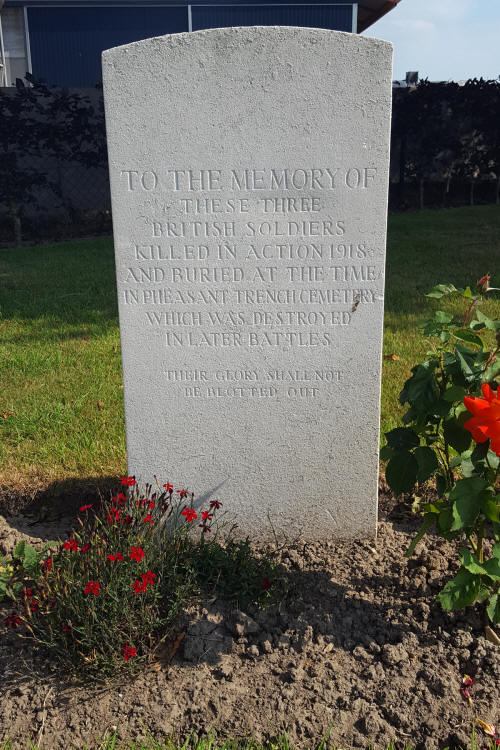 TO THE MEMORY OF
THESE THREE
BRITISH SOLDIERS
KILLED IN ACTION 1918
AND BURIED AT THE TIME
IN PHEASANT TRENCH CEMETERY
WHICH WAS DESTROYED
IN LATER BATTLES
THEIR GLORY SHALL NOT
BE BLOTTED OUT